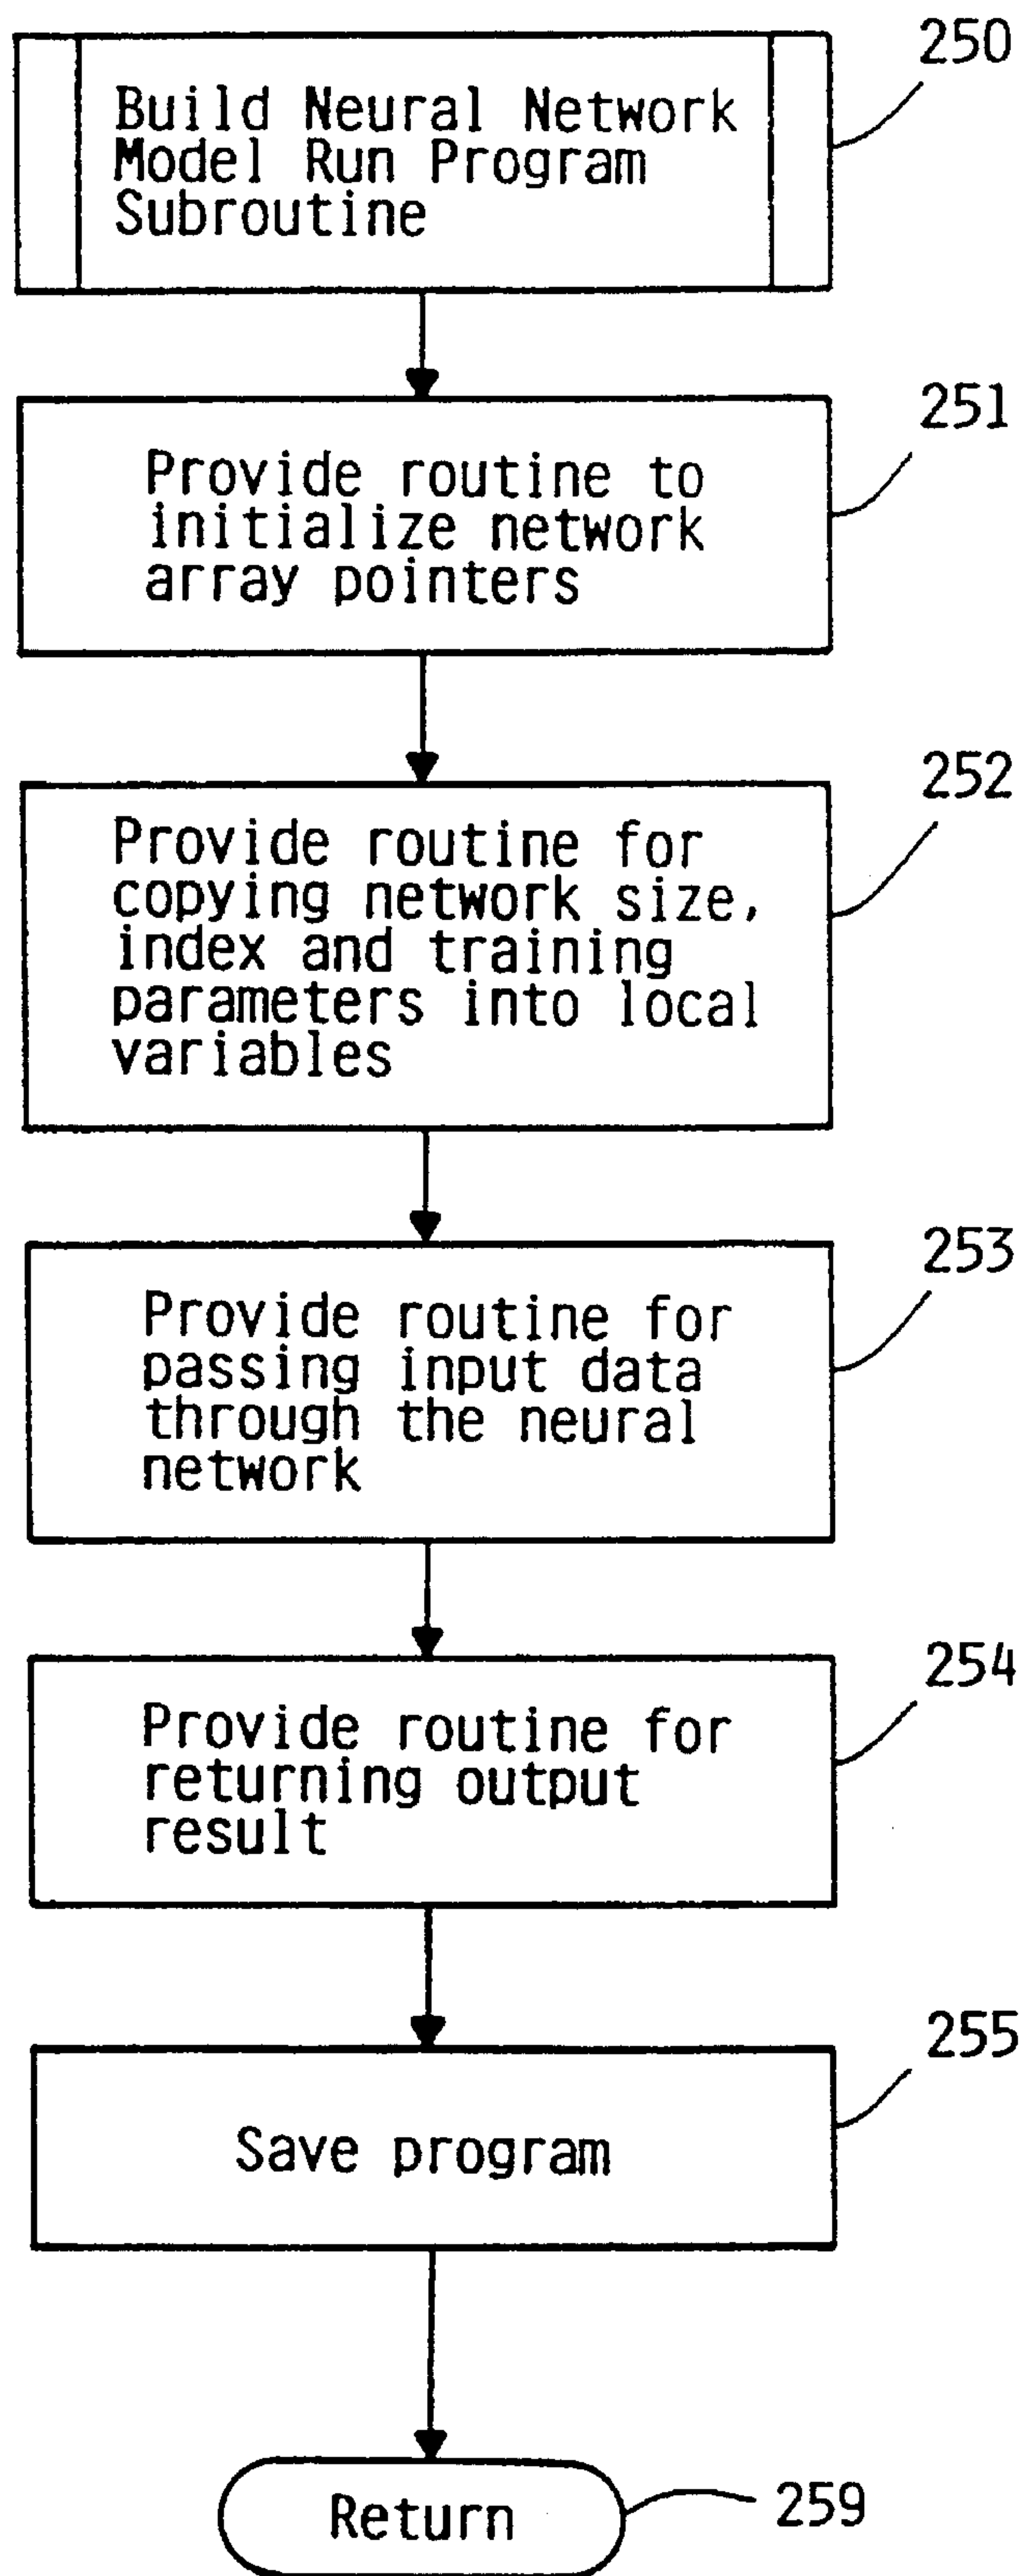 250
Build Neural Network
Model Run Program
Subroutine
251
Provide routine to
initialize network
array pointers
252
Provide routine for
copying network size,
index and training
parameters into local
variables
253
Provide routine for
passing input data
through the neural
network
254
Provide routine for
returning output
result
255
Save program
Return
259